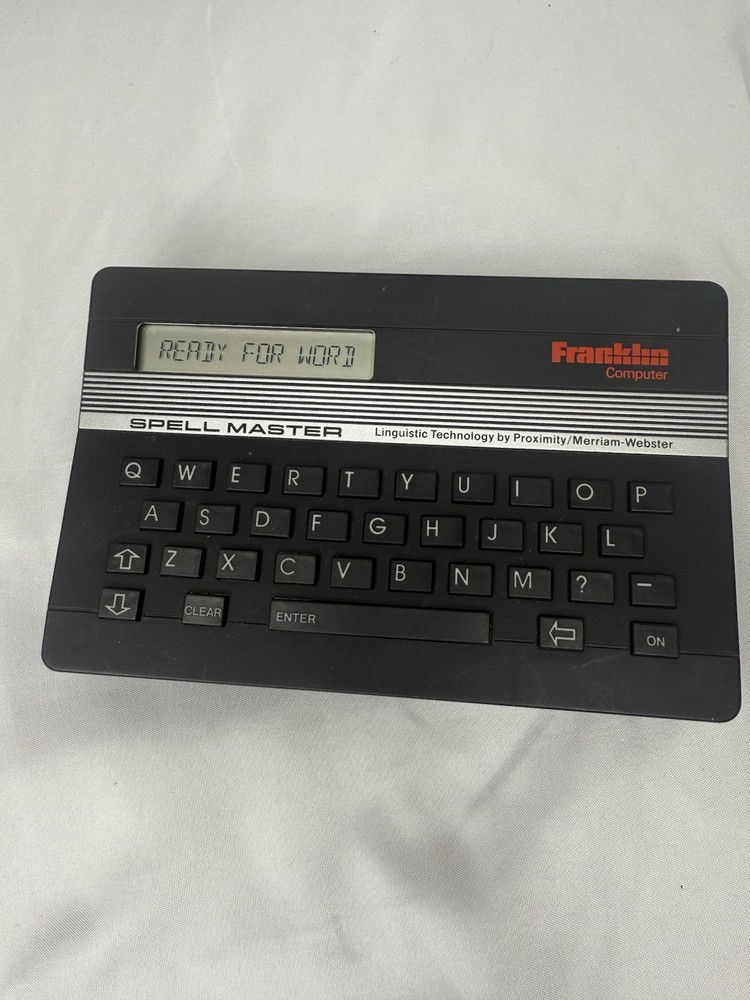 READY FOR WORD
Franklin
Computer
SPELL MASTER
Linguistic Technology by Proximity/Merriam-Webster
Q W E R T Y U I O P
A S D F G H J K L
⇧ Z X C V B N M ? –
⇩ CLEAR ENTER ⇦ ON